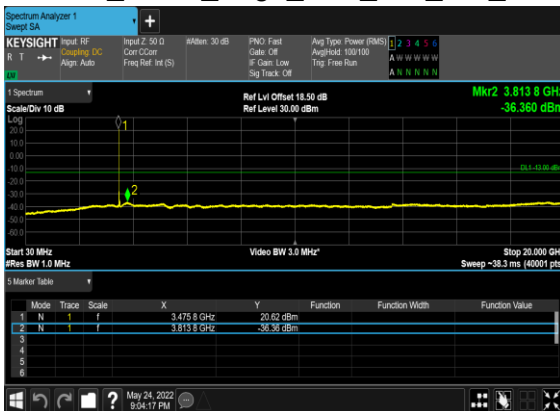 Spectrum Analyzer 1
Swept SA
KEYSIGHT
R T
LV
Input: RF
Coupling: DC
Align: Auto
Input Z: 50 Ω
Corr CCorr
Freq Ref: Int (S)
#Atten: 30 dB
PNO: Fast
Gate: Off
IF Gain: Low
Sig Track: Off
Avg Type: Power (RMS)
Avg|Hold: 100/100
Trig: Free Run
1 2 3 4 5 6
A W W W W W
A N N N N N
1 Spectrum
Scale/Div 10 dB
Ref Lvl Offset 18.50 dB
Ref Level 30.00 dBm
Mkr2 3.813 8 GHz
-36.360 dBm
Log
20.0
10.0
0.00
-10.0
-20.0
-30.0
-40.0
-50.0
-60.0
1
2
DL1 -13.00 dBm
Start 30 MHz
#Res BW 1.0 MHz
Video BW 3.0 MHz*
Stop 20.000 GH
Sweep ~38.3 ms (40001 pts
5 Marker Table
Mode Trace Scale X Y Function Function Width Function Value
1 N 1 f 3.475 8 GHz 20.62 dBm
2 N 1 f 3.813 8 GHz -36.36 dBm
3
4
5
6
?
May 24, 2022
9:04:17 PM